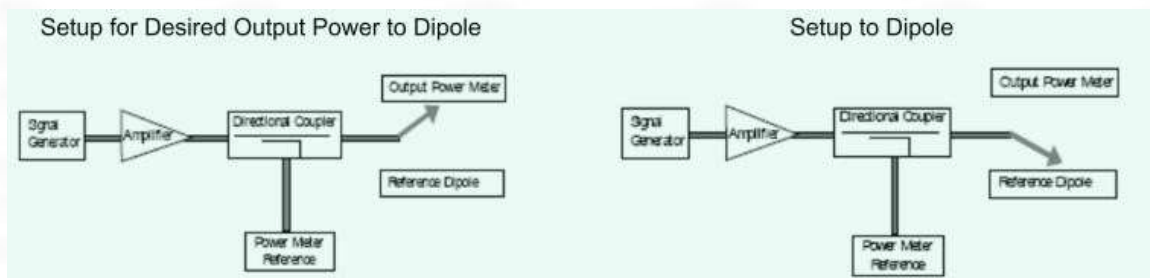 Setup for Desired Output Power to Dipole
Output Power Meter
Signal
Generator
Amplifier
Directional Coupler
Reference Dipole
Power Meter
Reference
Setup to Dipole
Output Power Meter
Signal
Generator
Amplifier
Directional Coupler
Reference Dipole
Power Meter
Reference